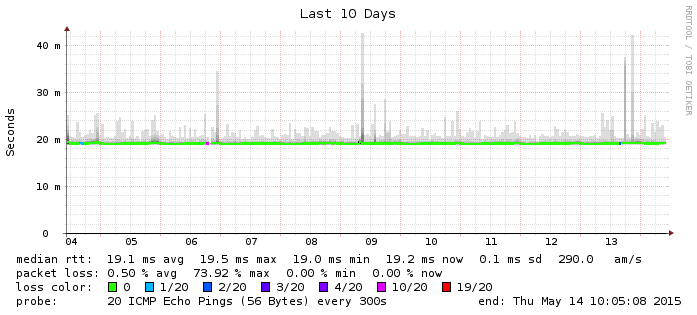 Last 10 Days
RRDTOOL / TOBI OETIKER
Seconds
40 m
30 m
20 m
10 m
0
04 05 06 07 08 09 10 11 12 13
median rtt: 19.1 ms avg 19.5 ms max 19.0 ms min 19.2 ms now 0.1 ms sd 290.0 am/s
packet loss: 0.50 % avg 73.92 % max 0.00 % min 0.00 % now
loss color: 0 1/20 2/20 3/20 4/20 10/20 19/20
probe: 20 ICMP Echo Pings (56 Bytes) every 300s end: Thu May 14 10:05:08 2015